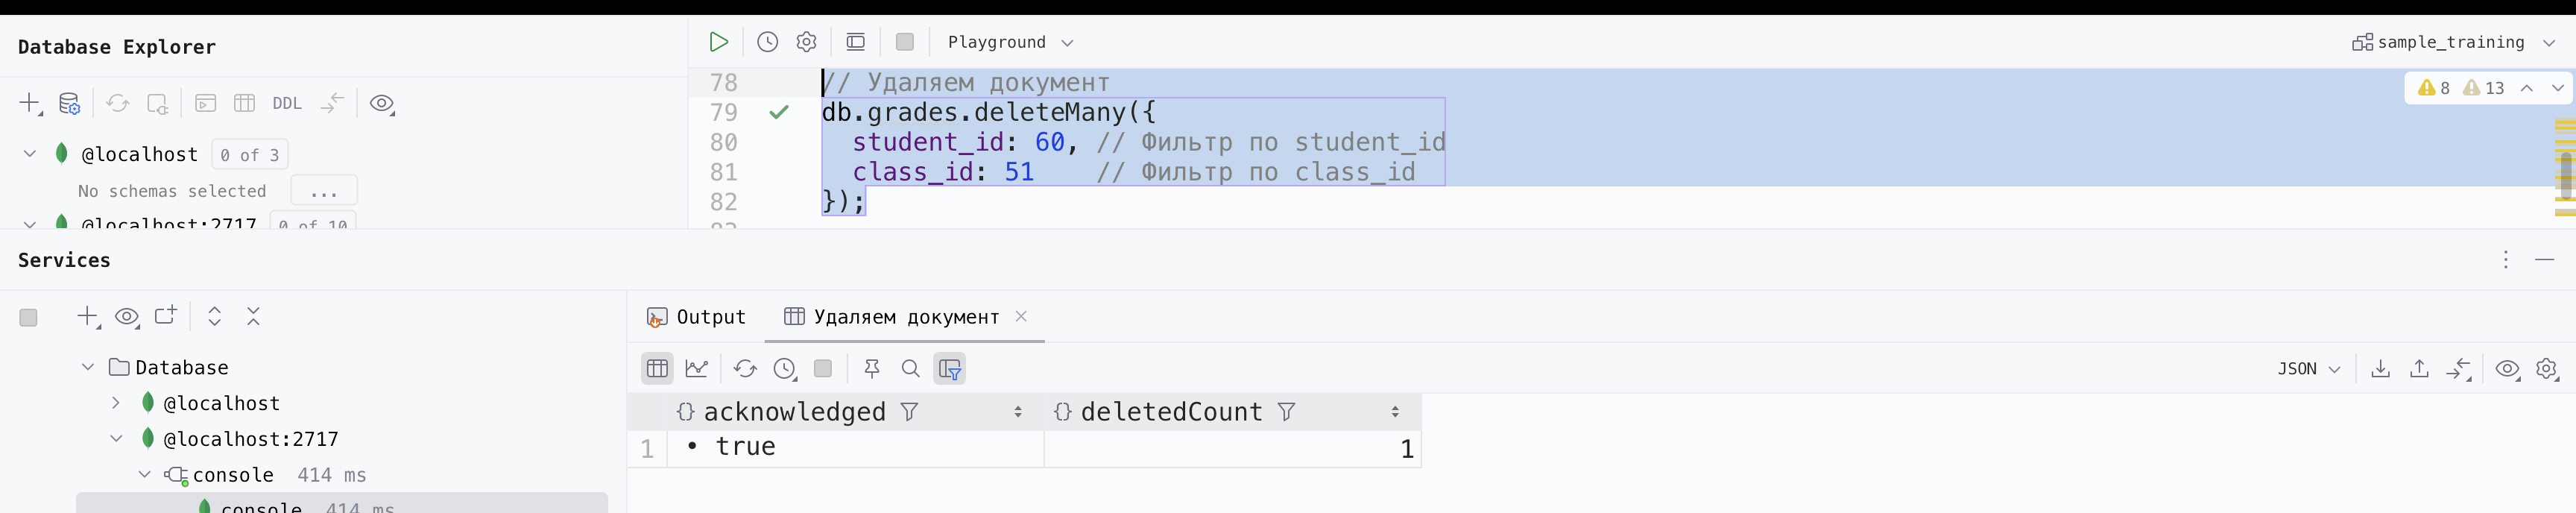 Database Explorer
Playground
sample_training
DDL
@localhost 0 of 3
No schemas selected ...
@localhost:2717 0 of 10
78 // Удаляем документ
79 db.grades.deleteMany({
80 student_id: 60, // Фильтр по student_id
81 class_id: 51 // Фильтр по class_id
82 });
8 13
Services
Output
Удаляем документ
Database
@localhost
@localhost:2717
console 414 ms
console 414 ms
JSON
{} acknowledged {} deletedCount
1 • true 1